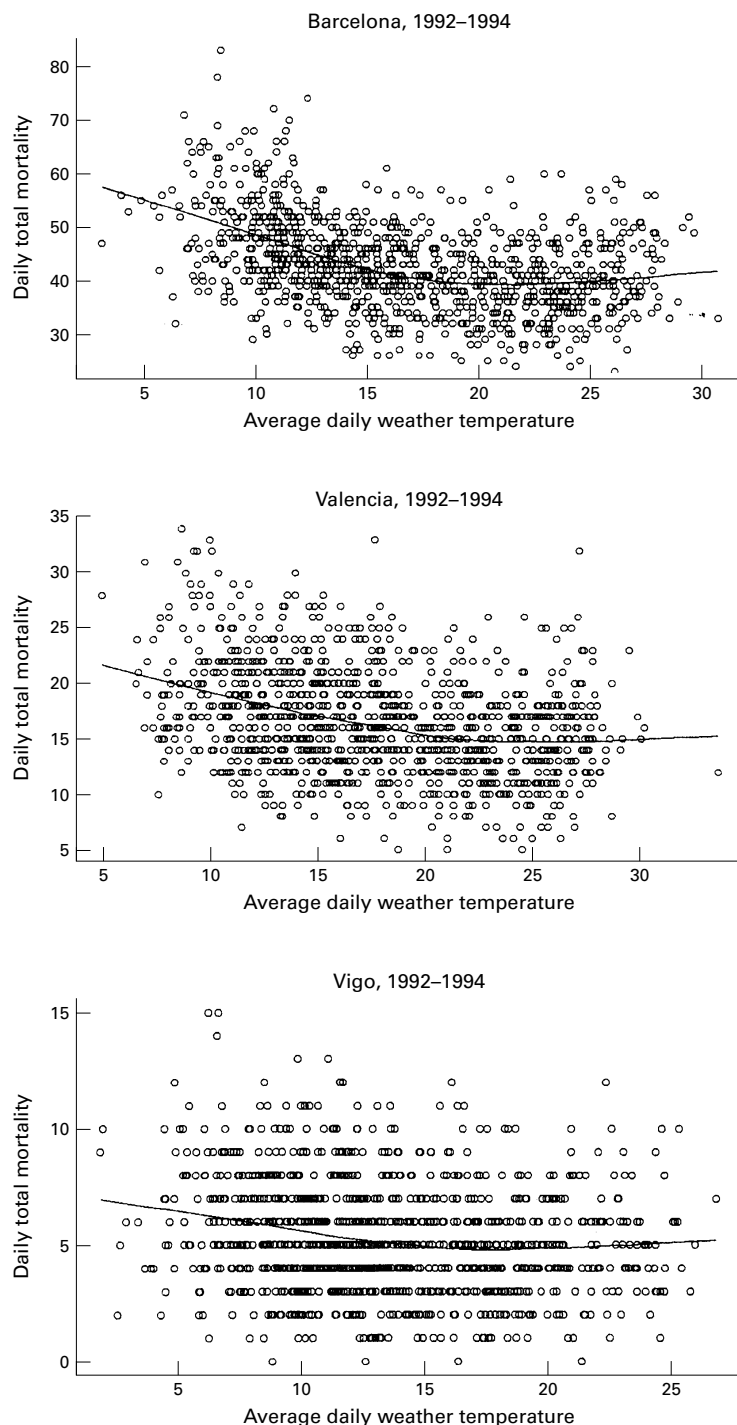 Barcelona, 1992–1994
Daily total mortality
80
70
60
50
40
30
5 10 15 20 25 30
Average daily weather temperature
Valencia, 1992–1994
Daily total mortality
35
30
25
20
15
10
5
5 10 15 20 25 30
Average daily weather temperature
Vigo, 1992–1994
Daily total mortality
15
10
5
0
5 10 15 20 25
Average daily weather temperature